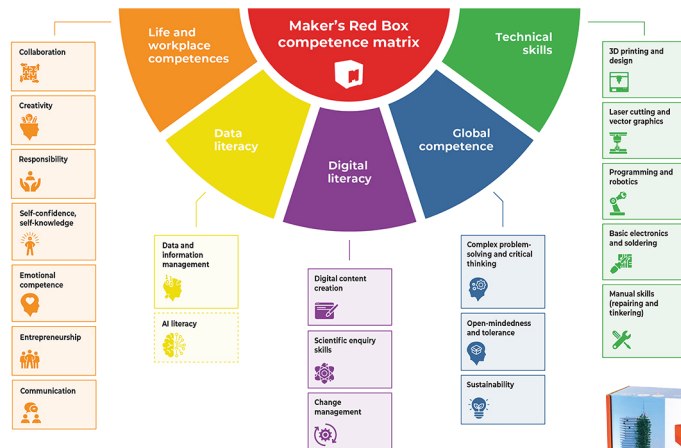 Maker's Red Box
competence matrix
Life and
workplace
competences
Data
literacy
Digital
literacy
Global
competence
Technical
skills
Collaboration
Creativity
Responsibility
Self-confidence,
self-knowledge
Emotional
competence
Entrepreneurship
Communication
Data and
information
management
AI literacy
Digital content
creation
Scientific enquiry
skills
Change
management
Complex problem-
solving and critical
thinking
Open-mindedness
and tolerance
Sustainability
3D printing and
design
Laser cutting and
vector graphics
Programming and
robotics
Basic electronics
and soldering
Manual skills
(repairing and
tinkering)